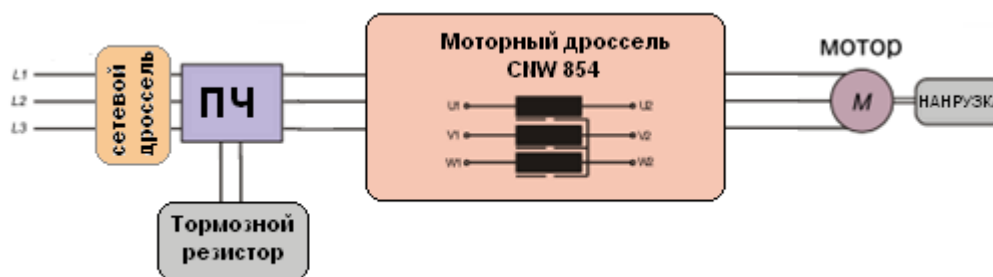 L1
L2
L3
сетевой
дроссель
ПЧ
Тормозной
резистор
Моторный дроссель
CNW 854
U1
U2
V1
V2
W1
W2
МОТОР
M
НАНРУЗКА